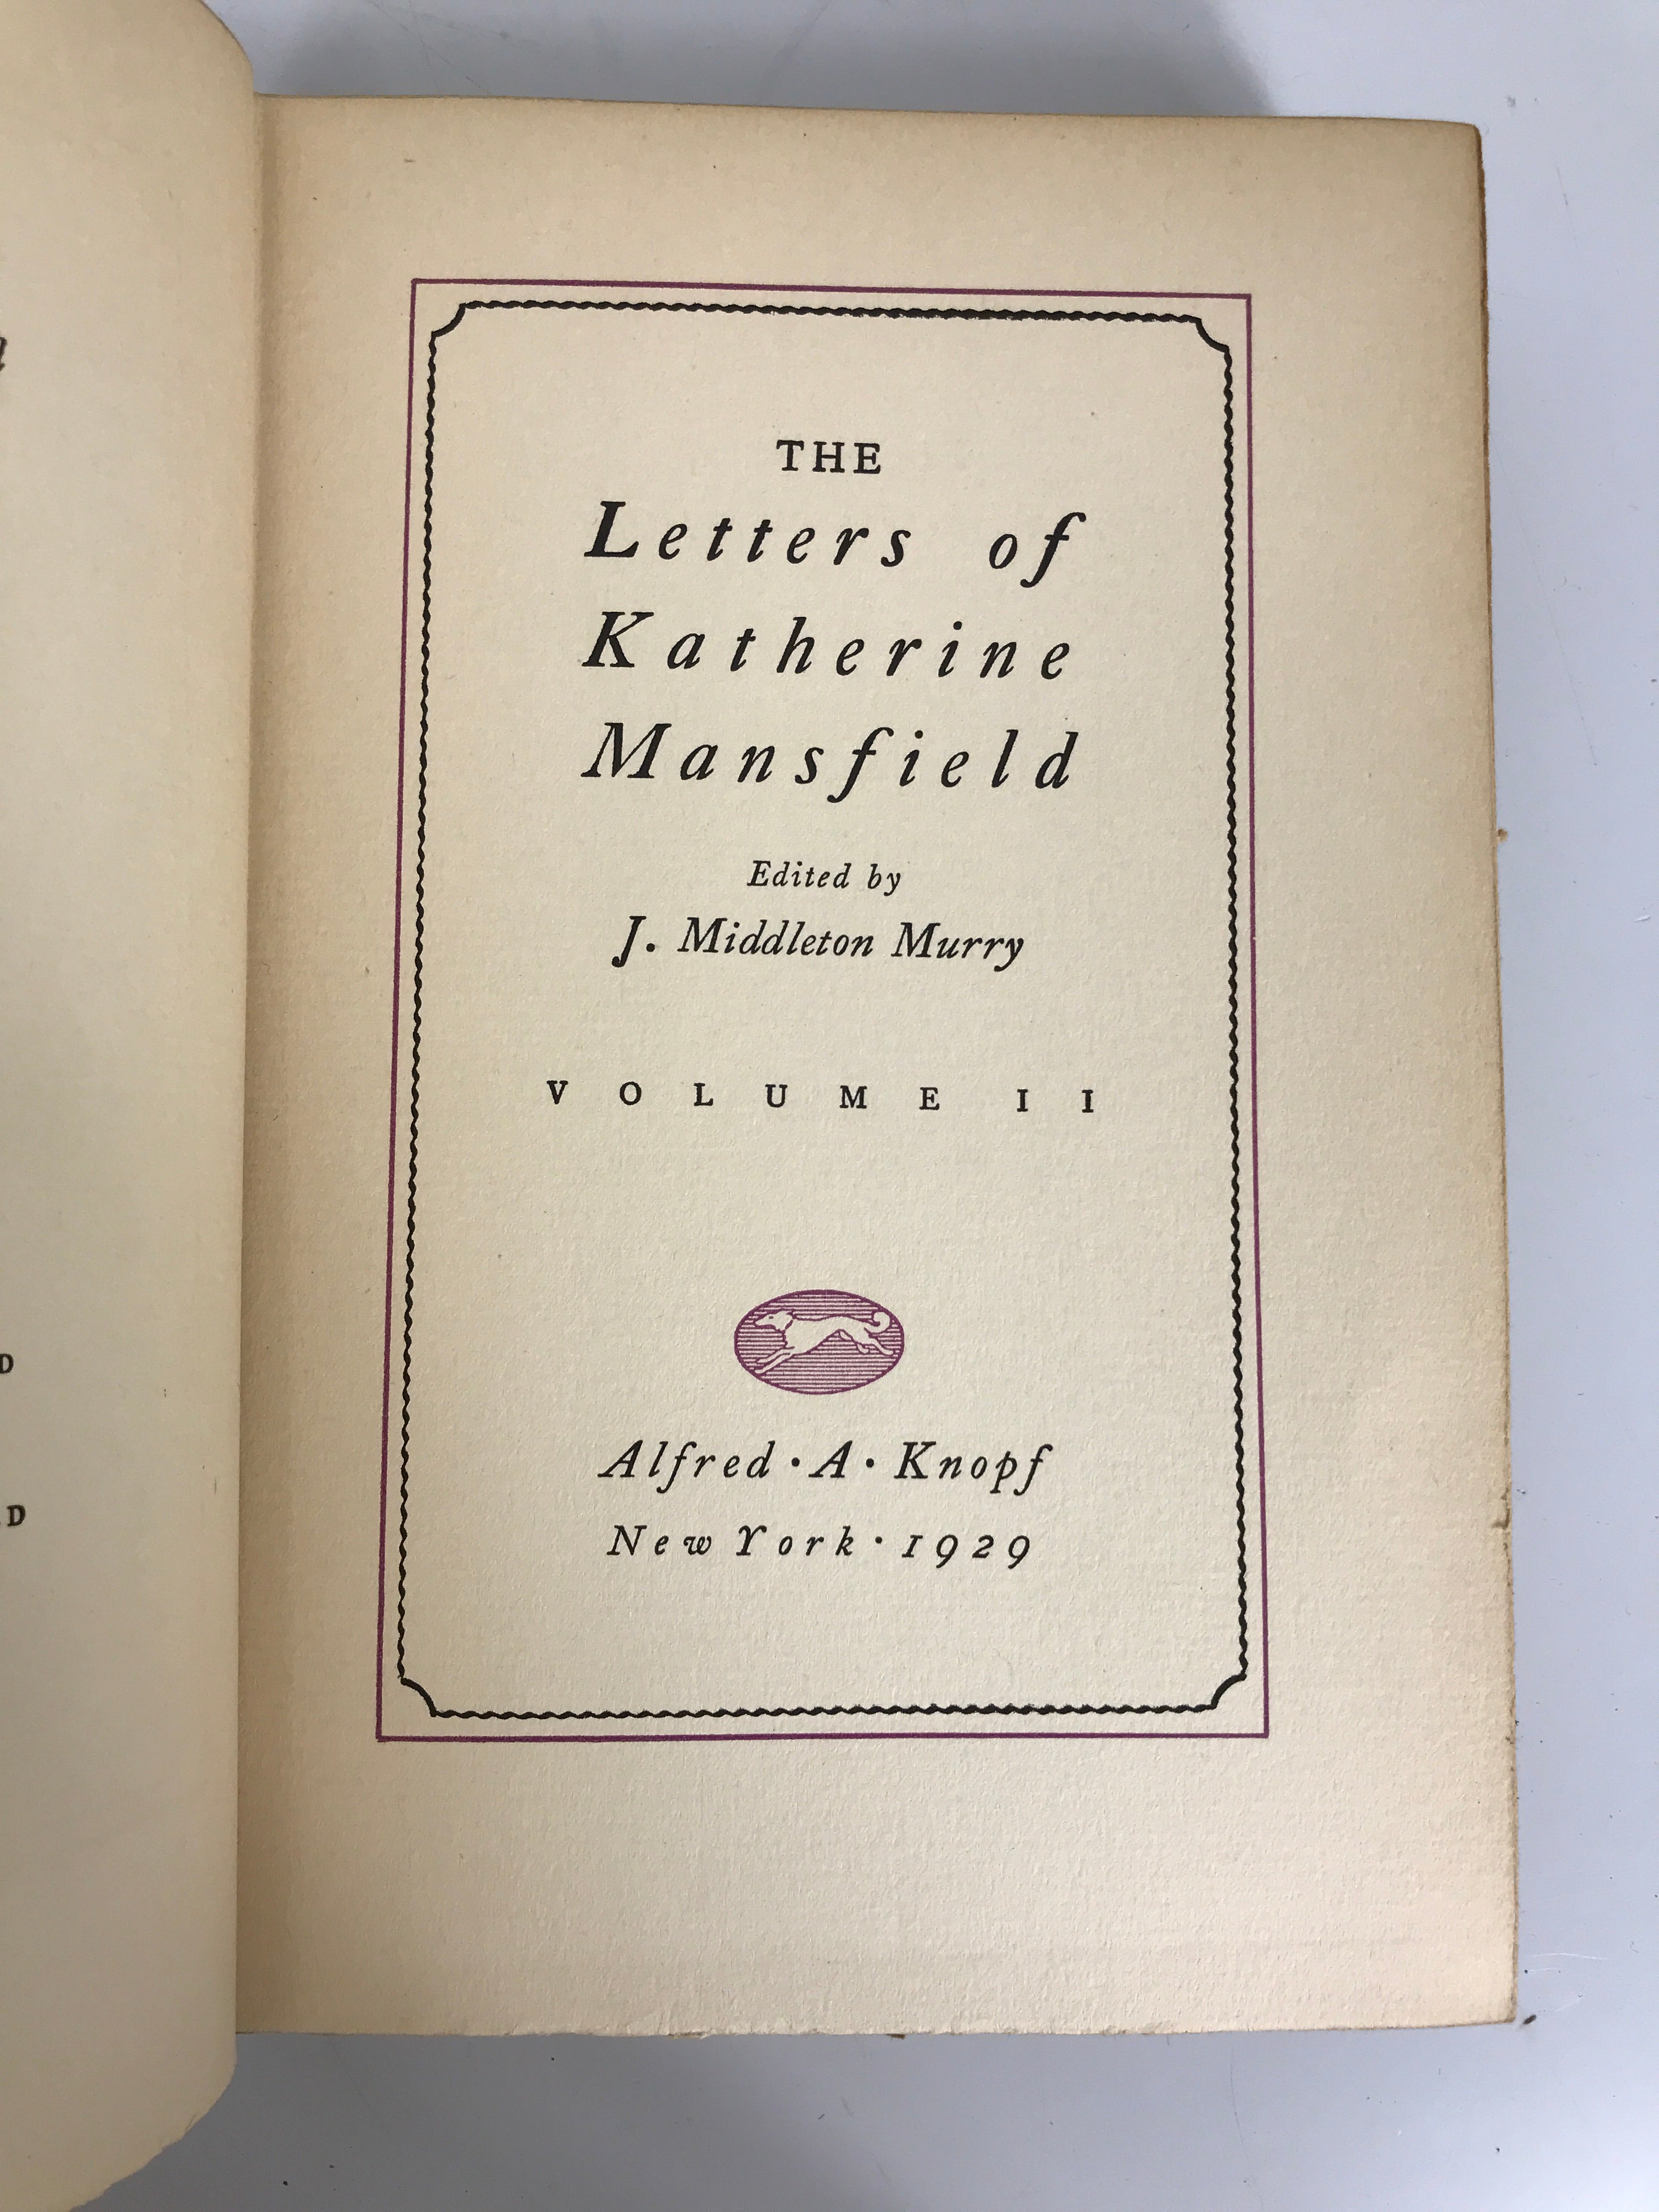 THE
Letters of
Katherine
Mansfield
Edited by
J. Middleton Murry
VOLUME II
Alfred · A · Knopf
New York · 1929
D
D